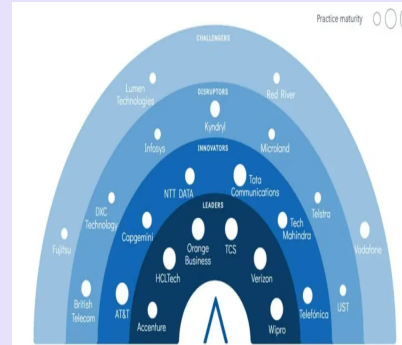 Practice maturity
CHALLENGERS
Lumen
Technologies
Red River
DISRUPTORS
Kyndryl
Infosys
Microland
INNOVATORS
NTT DATA
Tata
Communications
DXC
Technology
Telstra
LEADERS
Capgemini
Tech
Mahindra
Fujitsu
Vodafone
Orange
Business
TCS
HCLTech
Verizon
British
Telecom
AT&T
Telefónica
UST
Accenture
Wipro